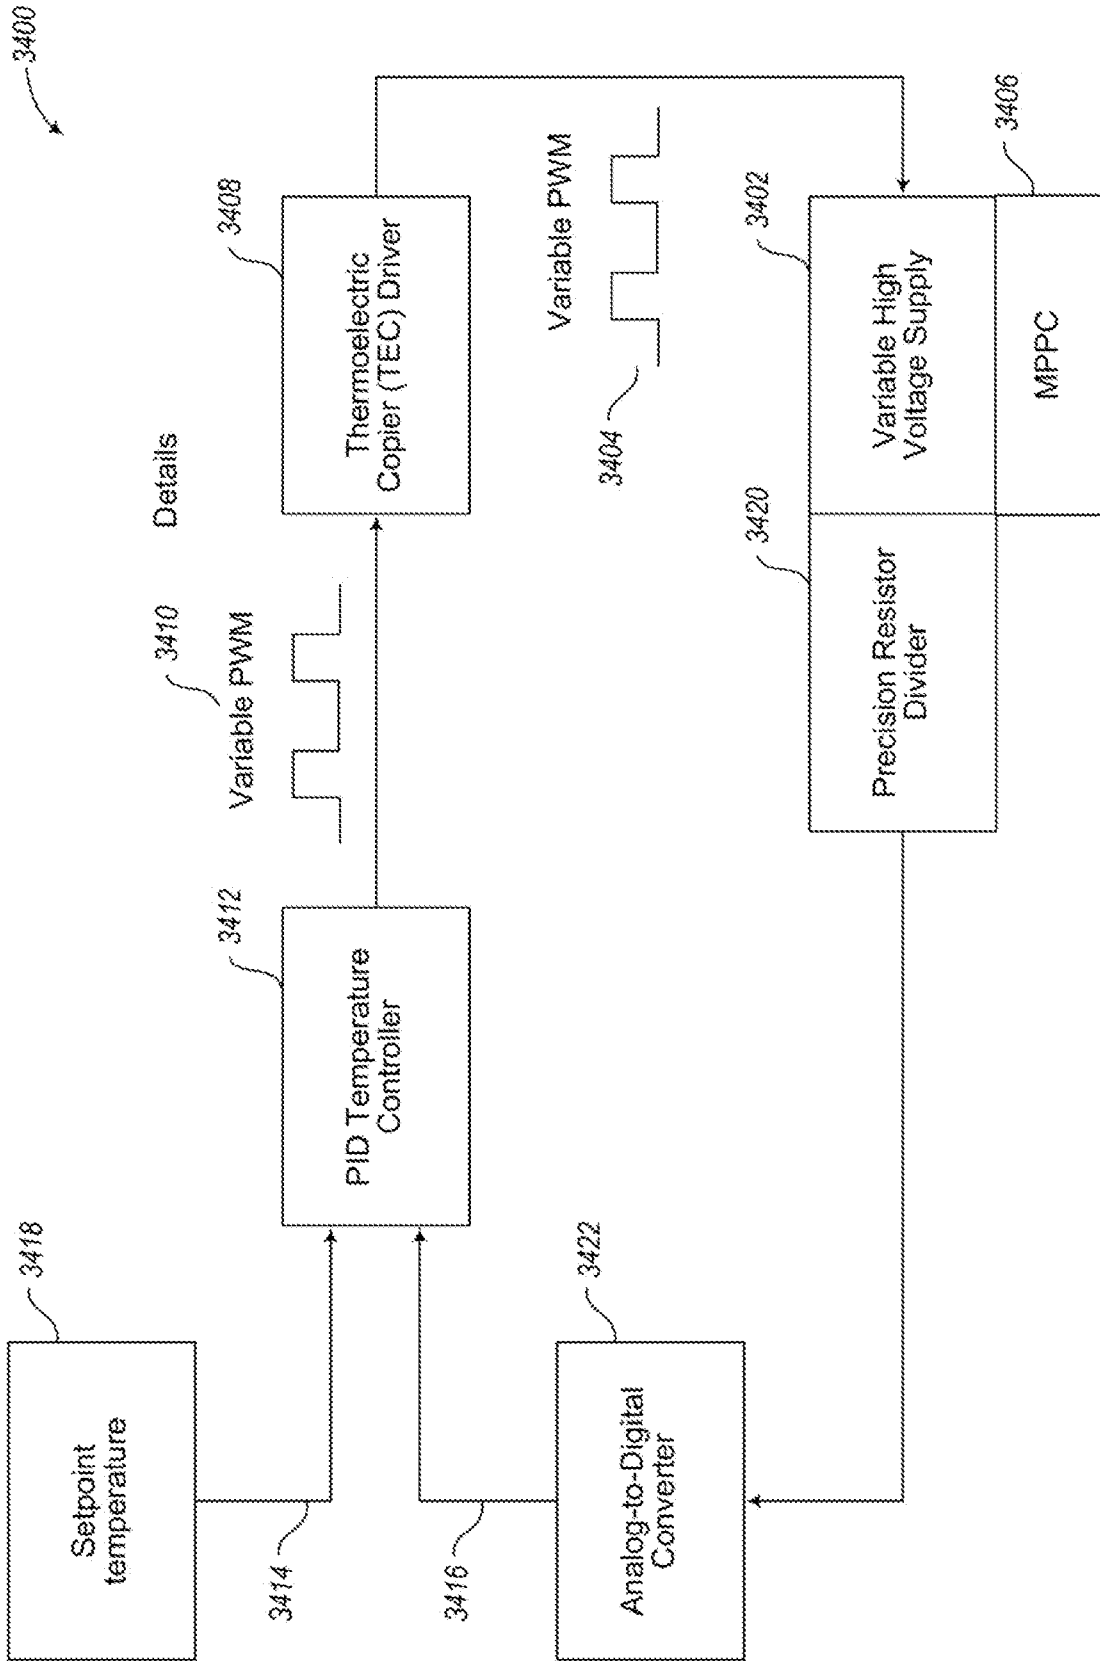 3400
Details
3418
Setpoint
temperature
3414
3412
PID Temperature
Controller
3410
Variable PWM
3408
Thermoelectric
Copier (TEC) Driver
3416
3422
Analog-to-Digital
Converter
Variable PWM
3404
3420
Precision Resistor
Divider
3402
Variable High
Voltage Supply
3406
MPPC